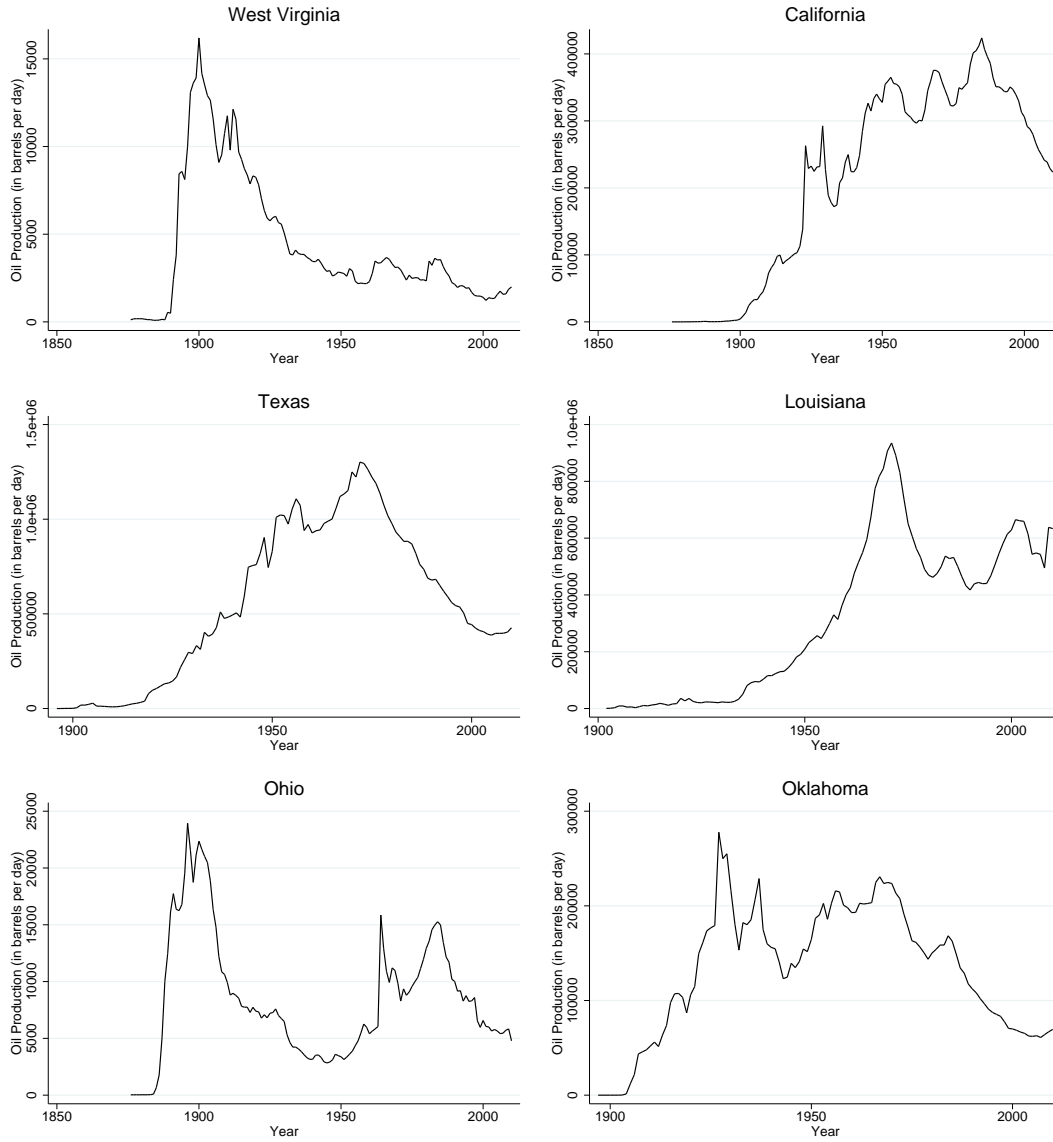 West Virginia
Oil Production (in barrels per day)
0 5000 10000 15000
1850 1900 1950 2000
Year
California
Oil Production (in barrels per day)
0 100000 200000 300000 400000
1850 1900 1950 2000
Year
Texas
Oil Production (in barrels per day)
0 500000 1.0e+06 1.5e+06
1900 1950 2000
Year
Louisiana
Oil Production (in barrels per day)
0 200000 400000 600000 800000 1.0e+06
1900 1950 2000
Year
Ohio
Oil Production (in barrels per day)
0 5000 10000 15000 20000 25000
1850 1900 1950 2000
Year
Oklahoma
Oil Production (in barrels per day)
0 100000 200000 300000
1900 1950 2000
Year